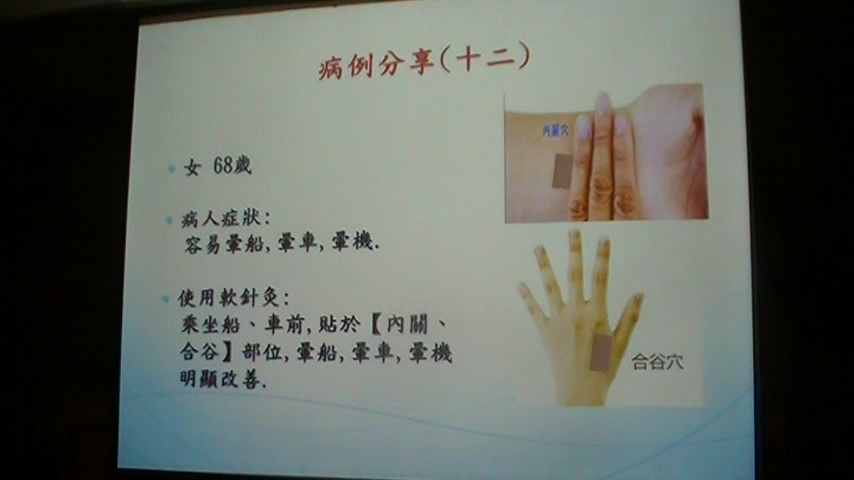 病例分享(十二)
女 68歲
病人症狀:
容易暈船,暈車,暈機.
使用軟針灸:
乘坐船、車前,貼於【內關、
合谷】部位,暈船,暈車,暈機
明顯改善.
內關穴
合谷穴